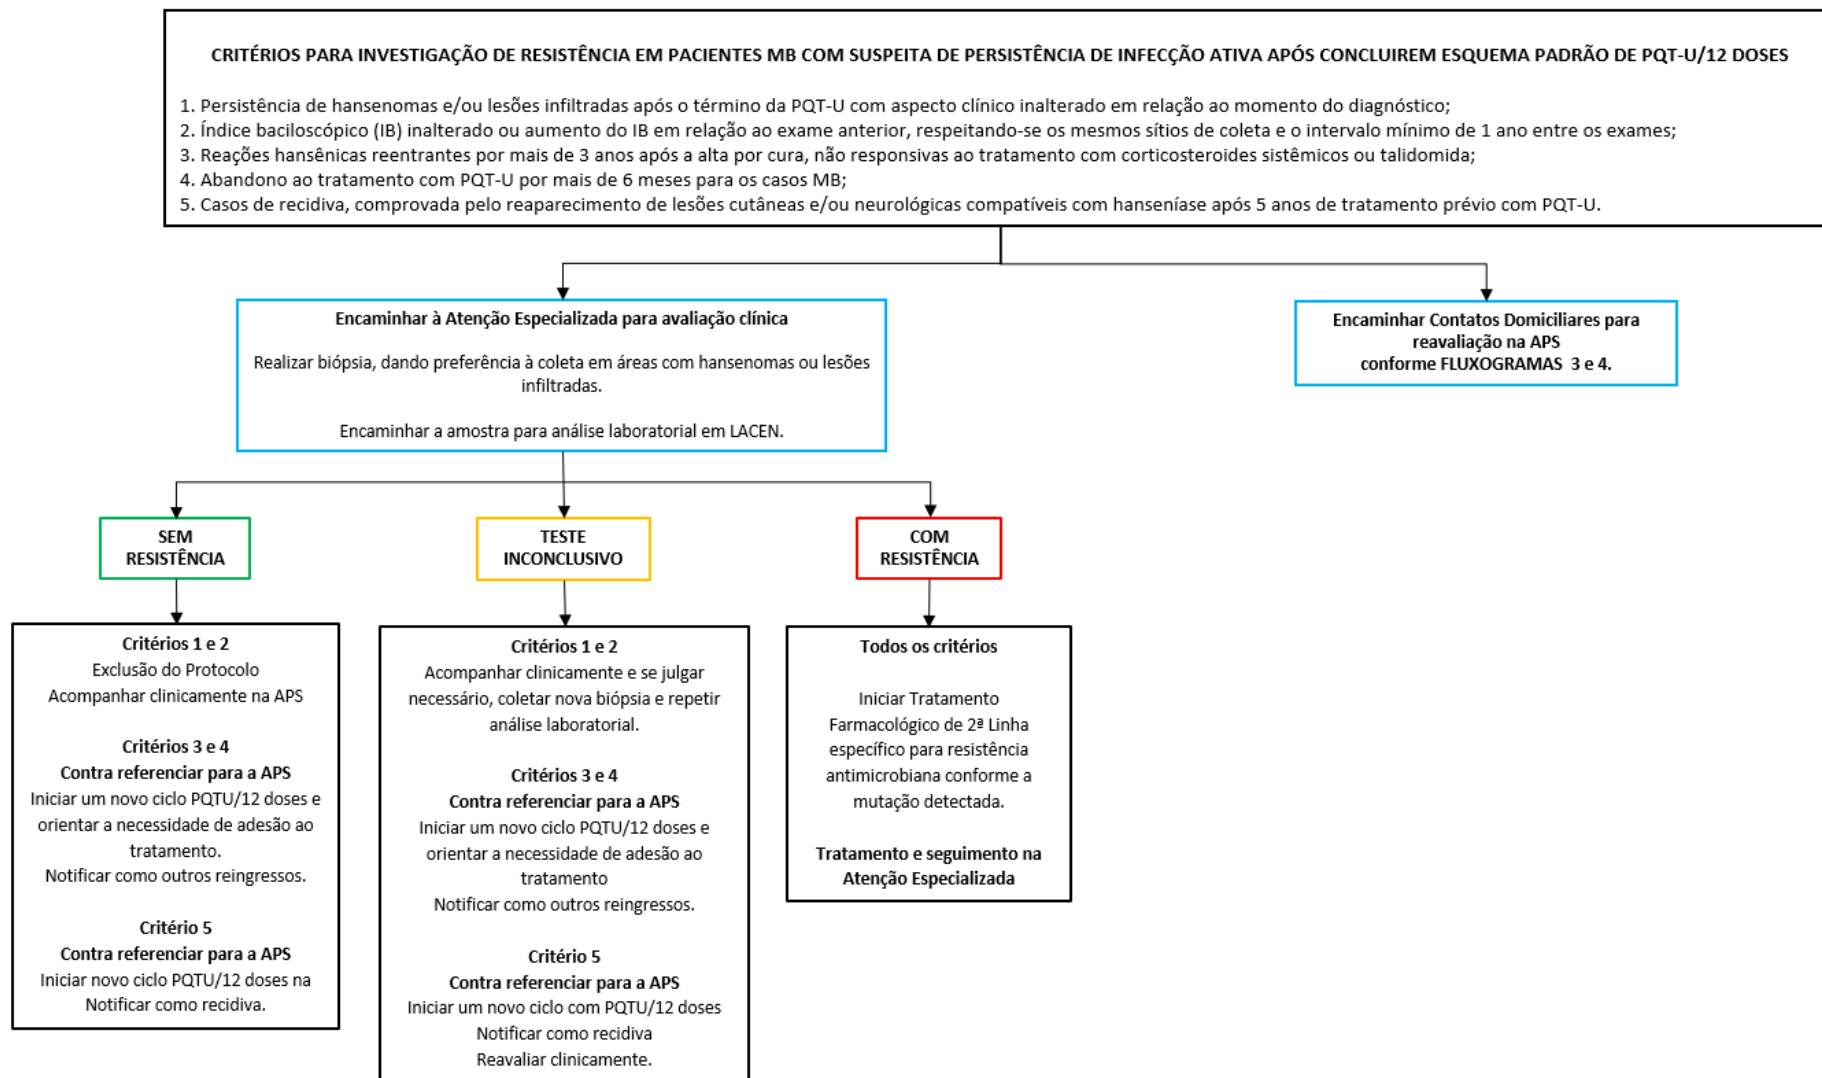 CRITÉRIOS PARA INVESTIGAÇÃO DE RESISTÊNCIA EM PACIENTES MB COM SUSPEITA DE PERSISTÊNCIA DE INFECÇÃO ATIVA APÓS CONCLUIREM ESQUEMA PADRÃO DE PQT-U/12 DOSES
1. Persistência de hansenomas e/ou lesões infiltradas após o término da PQT-U com aspecto clínico inalterado em relação ao momento do diagnóstico;
2. Índice baciloscópico (IB) inalterado ou aumento do IB em relação ao exame anterior, respeitando-se os mesmos sítios de coleta e o intervalo mínimo de 1 ano entre os exames;
3. Reações hansênicas reentrantes por mais de 3 anos após a alta por cura, não responsivas ao tratamento com corticosteroides sistêmicos ou talidomida;
4. Abandono ao tratamento com PQT-U por mais de 6 meses para os casos MB;
5. Casos de recidiva, comprovada pelo reaparecimento de lesões cutâneas e/ou neurológicas compatíveis com hanseníase após 5 anos de tratamento prévio com PQT-U.
Encaminhar à Atenção Especializada para avaliação clínica
Realizar biópsia, dando preferência à coleta em áreas com hansenomas ou lesões
infiltradas.
Encaminhar a amostra para análise laboratorial em LACEN.
Encaminhar Contatos Domiciliares para
reavaliação na APS
conforme FLUXOGRAMAS 3 e 4.
SEM
RESISTÊNCIA
TESTE
INCONCLUSIVO
COM
RESISTÊNCIA
Critérios 1 e 2
Exclusão do Protocolo
Acompanhar clinicamente na APS
Critérios 3 e 4
Contra referenciar para a APS
Iniciar um novo ciclo PQTU/12 doses e
orientar a necessidade de adesão ao
tratamento.
Notificar como outros reingressos.
Critério 5
Contra referenciar para a APS
Iniciar novo ciclo PQTU/12 doses na
Notificar como recidiva.
Critérios 1 e 2
Acompanhar clinicamente e se julgar
necessário, coletar nova biópsia e repetir
análise laboratorial.
Critérios 3 e 4
Contra referenciar para a APS
Iniciar um novo ciclo PQTU/12 doses e
orientar a necessidade de adesão ao
tratamento
Notificar como outros reingressos.
Critério 5
Contra referenciar para a APS
Iniciar um novo ciclo com PQTU/12 doses
Notificar como recidiva
Reavaliar clinicamente.
Todos os critérios
Iniciar Tratamento
Farmacológico de 2ª Linha
específico para resistência
antimicrobiana conforme a
mutação detectada.
Tratamento e seguimento na
Atenção Especializada